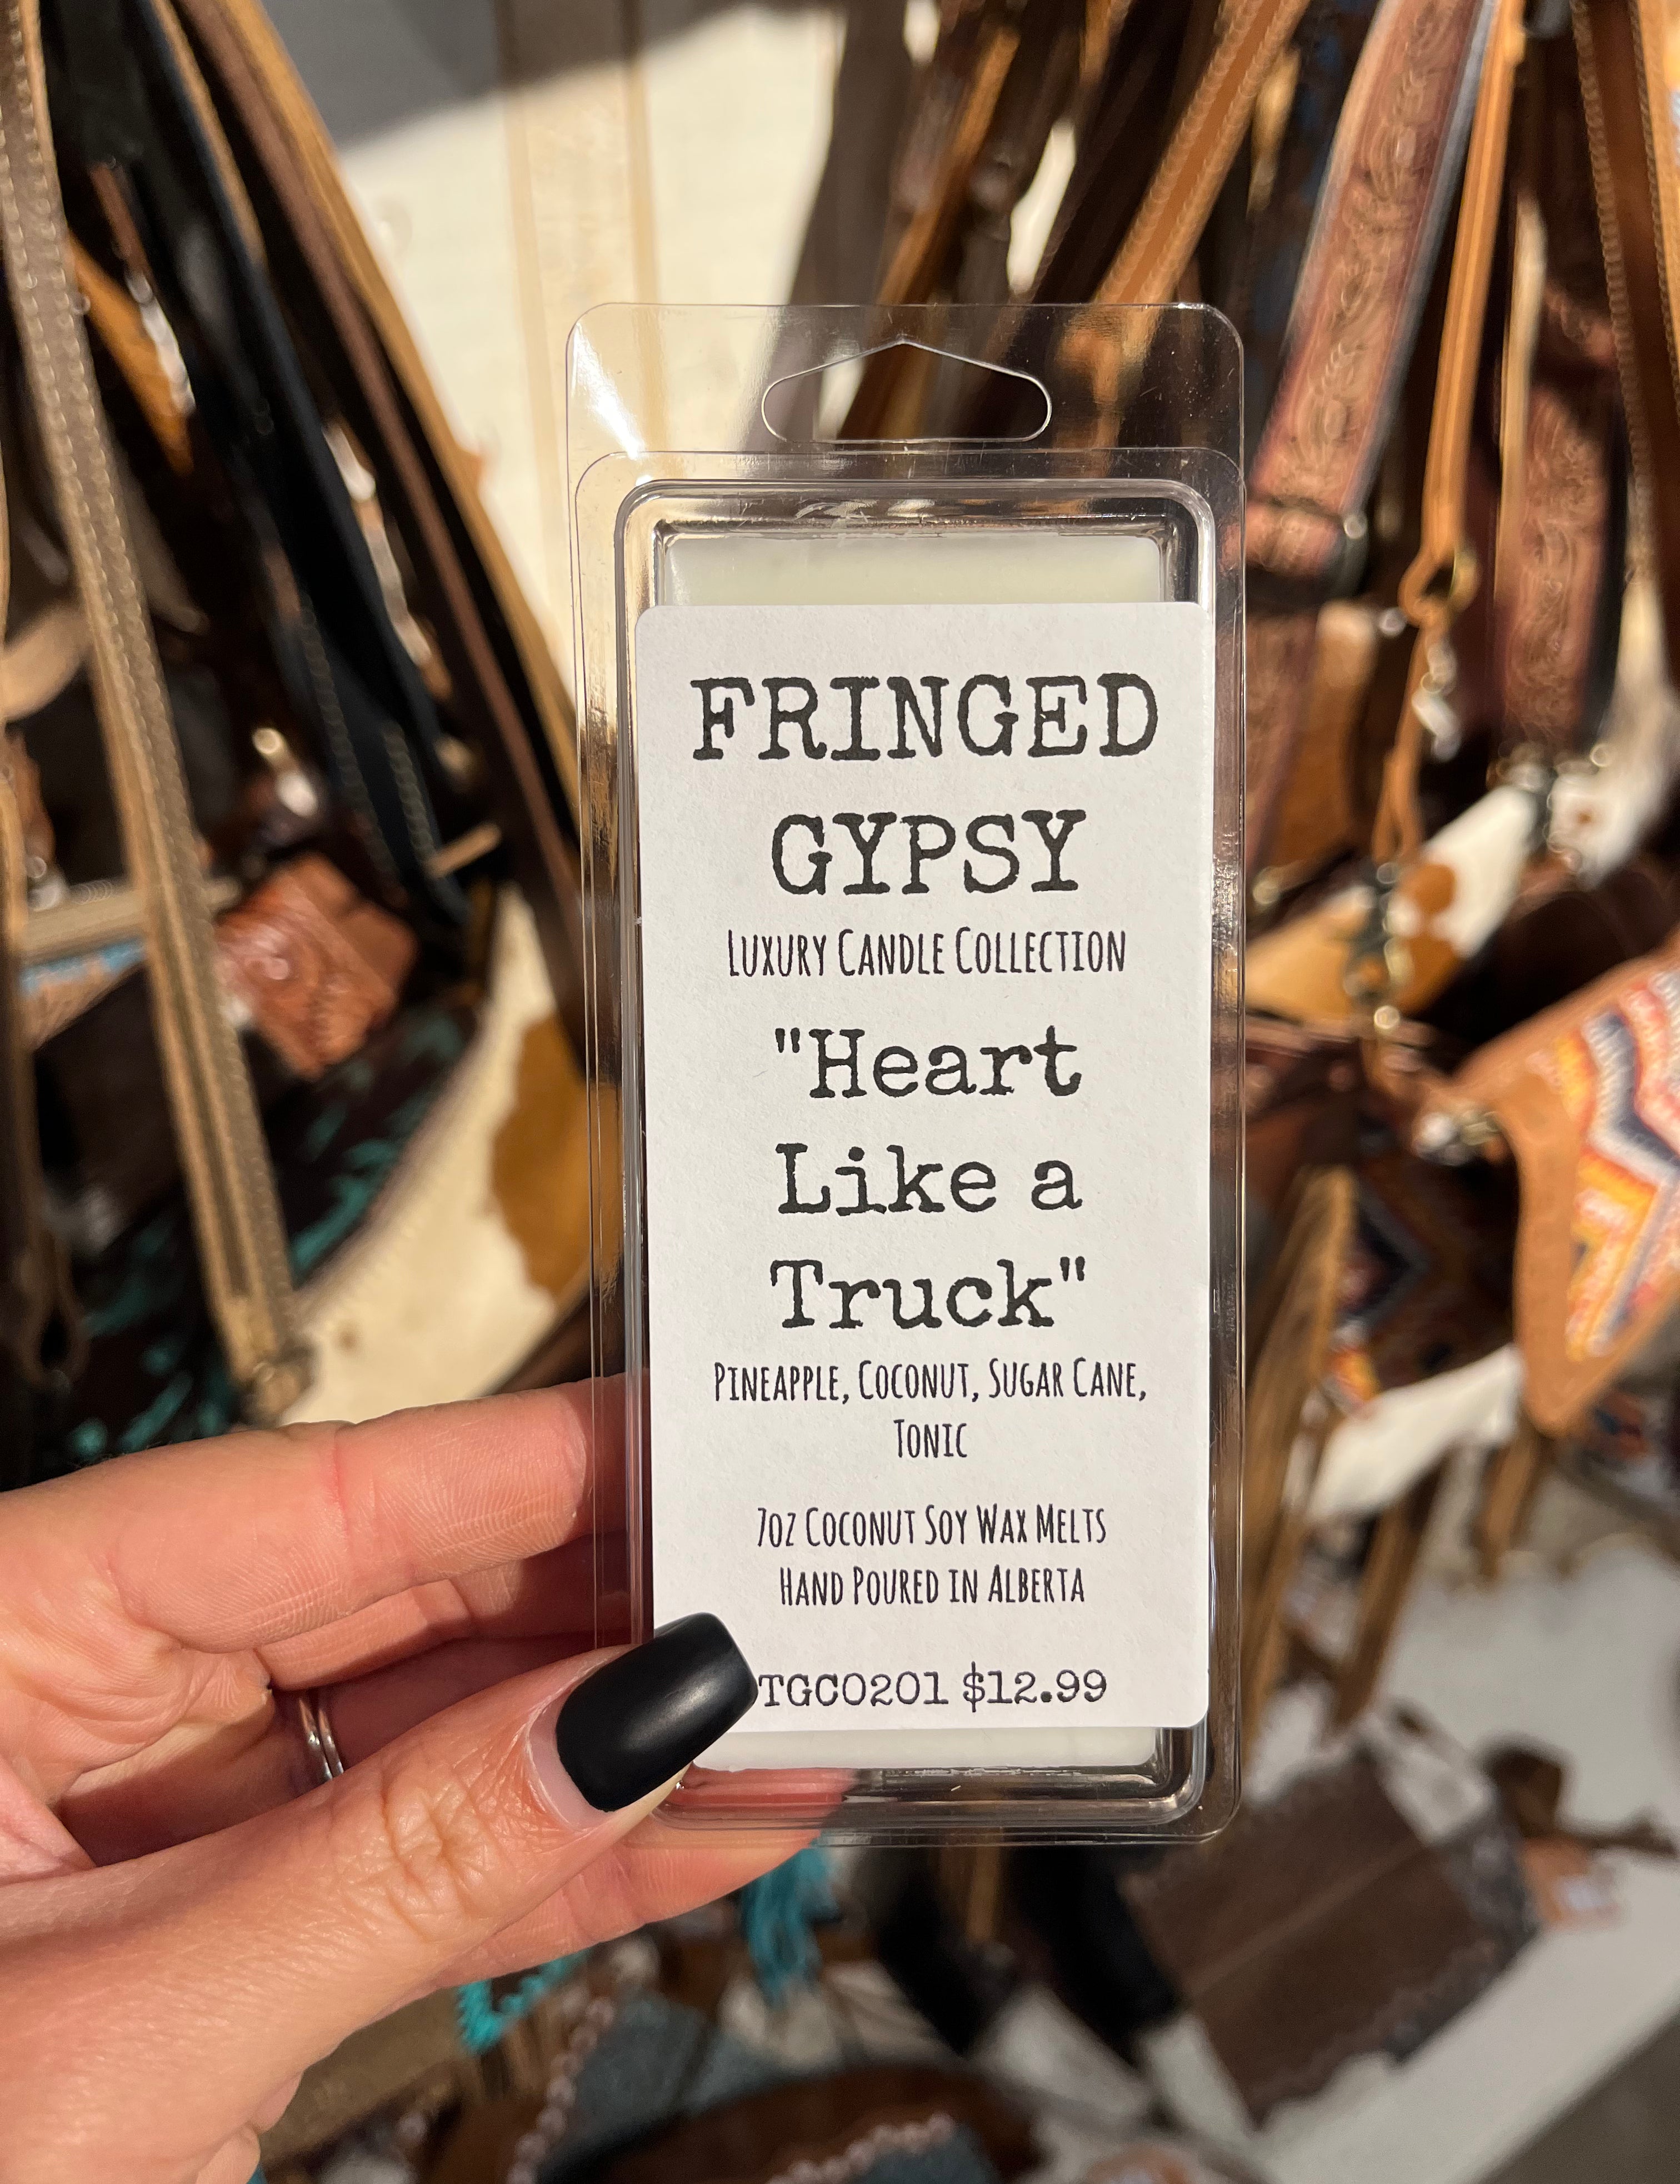 FRINGED
GYPSY
LUXURY CANDLE COLLECTION
"Heart
Like a
Truck"
PINEAPPLE, COCONUT, SUGAR CANE,
TONIC
7OZ COCONUT SOY WAX MELTS
HAND POURED IN ALBERTA
TGC0201 $12.99